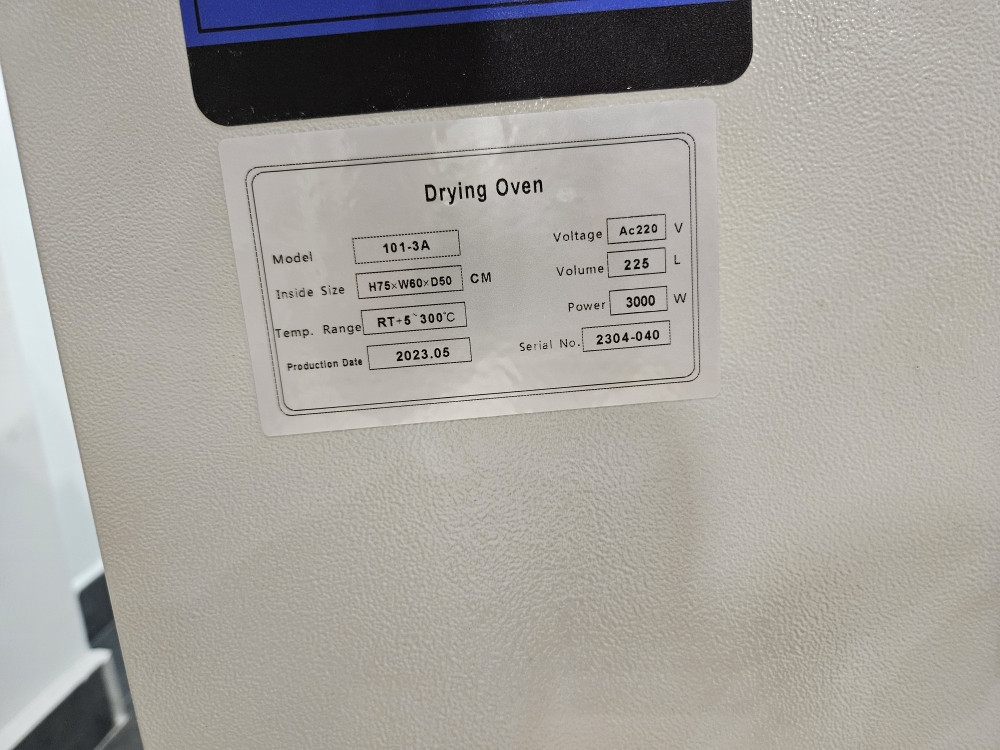 Drying Oven
Model 101-3A
Voltage Ac220 V
Inside Size H75×W60×D50 CM
Volume 225 L
Temp. Range RT+5~300℃
Power 3000 W
Production Date 2023.05
Serial No. 2304-040